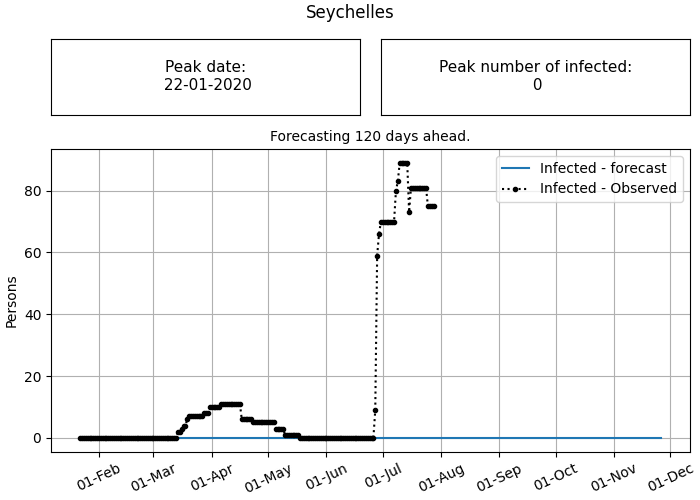 Seychelles
Peak date:
22-01-2020
Peak number of infected:
0
Forecasting 120 days ahead.
Infected - forecast
Infected - Observed
Persons
80
60
40
20
0
01-Feb
01-Mar
01-Apr
01-May
01-Jun
01-Jul
01-Aug
01-Sep
01-Oct
01-Nov
01-Dec